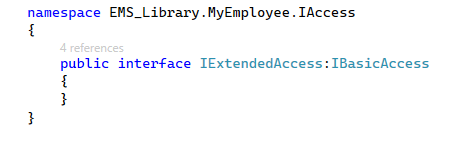 namespace EMS_Library.MyEmployee.IAccess
{
4 references
public interface IExtendedAccess:IBasicAccess
{
}
}